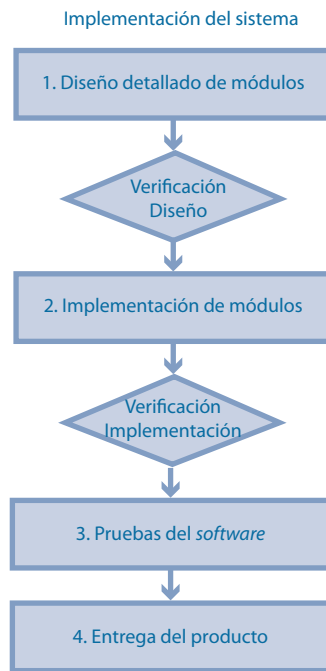 Implementación del sistema
1. Diseño detallado de módulos
Verificación
Diseño
2. Implementación de módulos
Verificación
Implementación
3. Pruebas del software
4. Entrega del producto